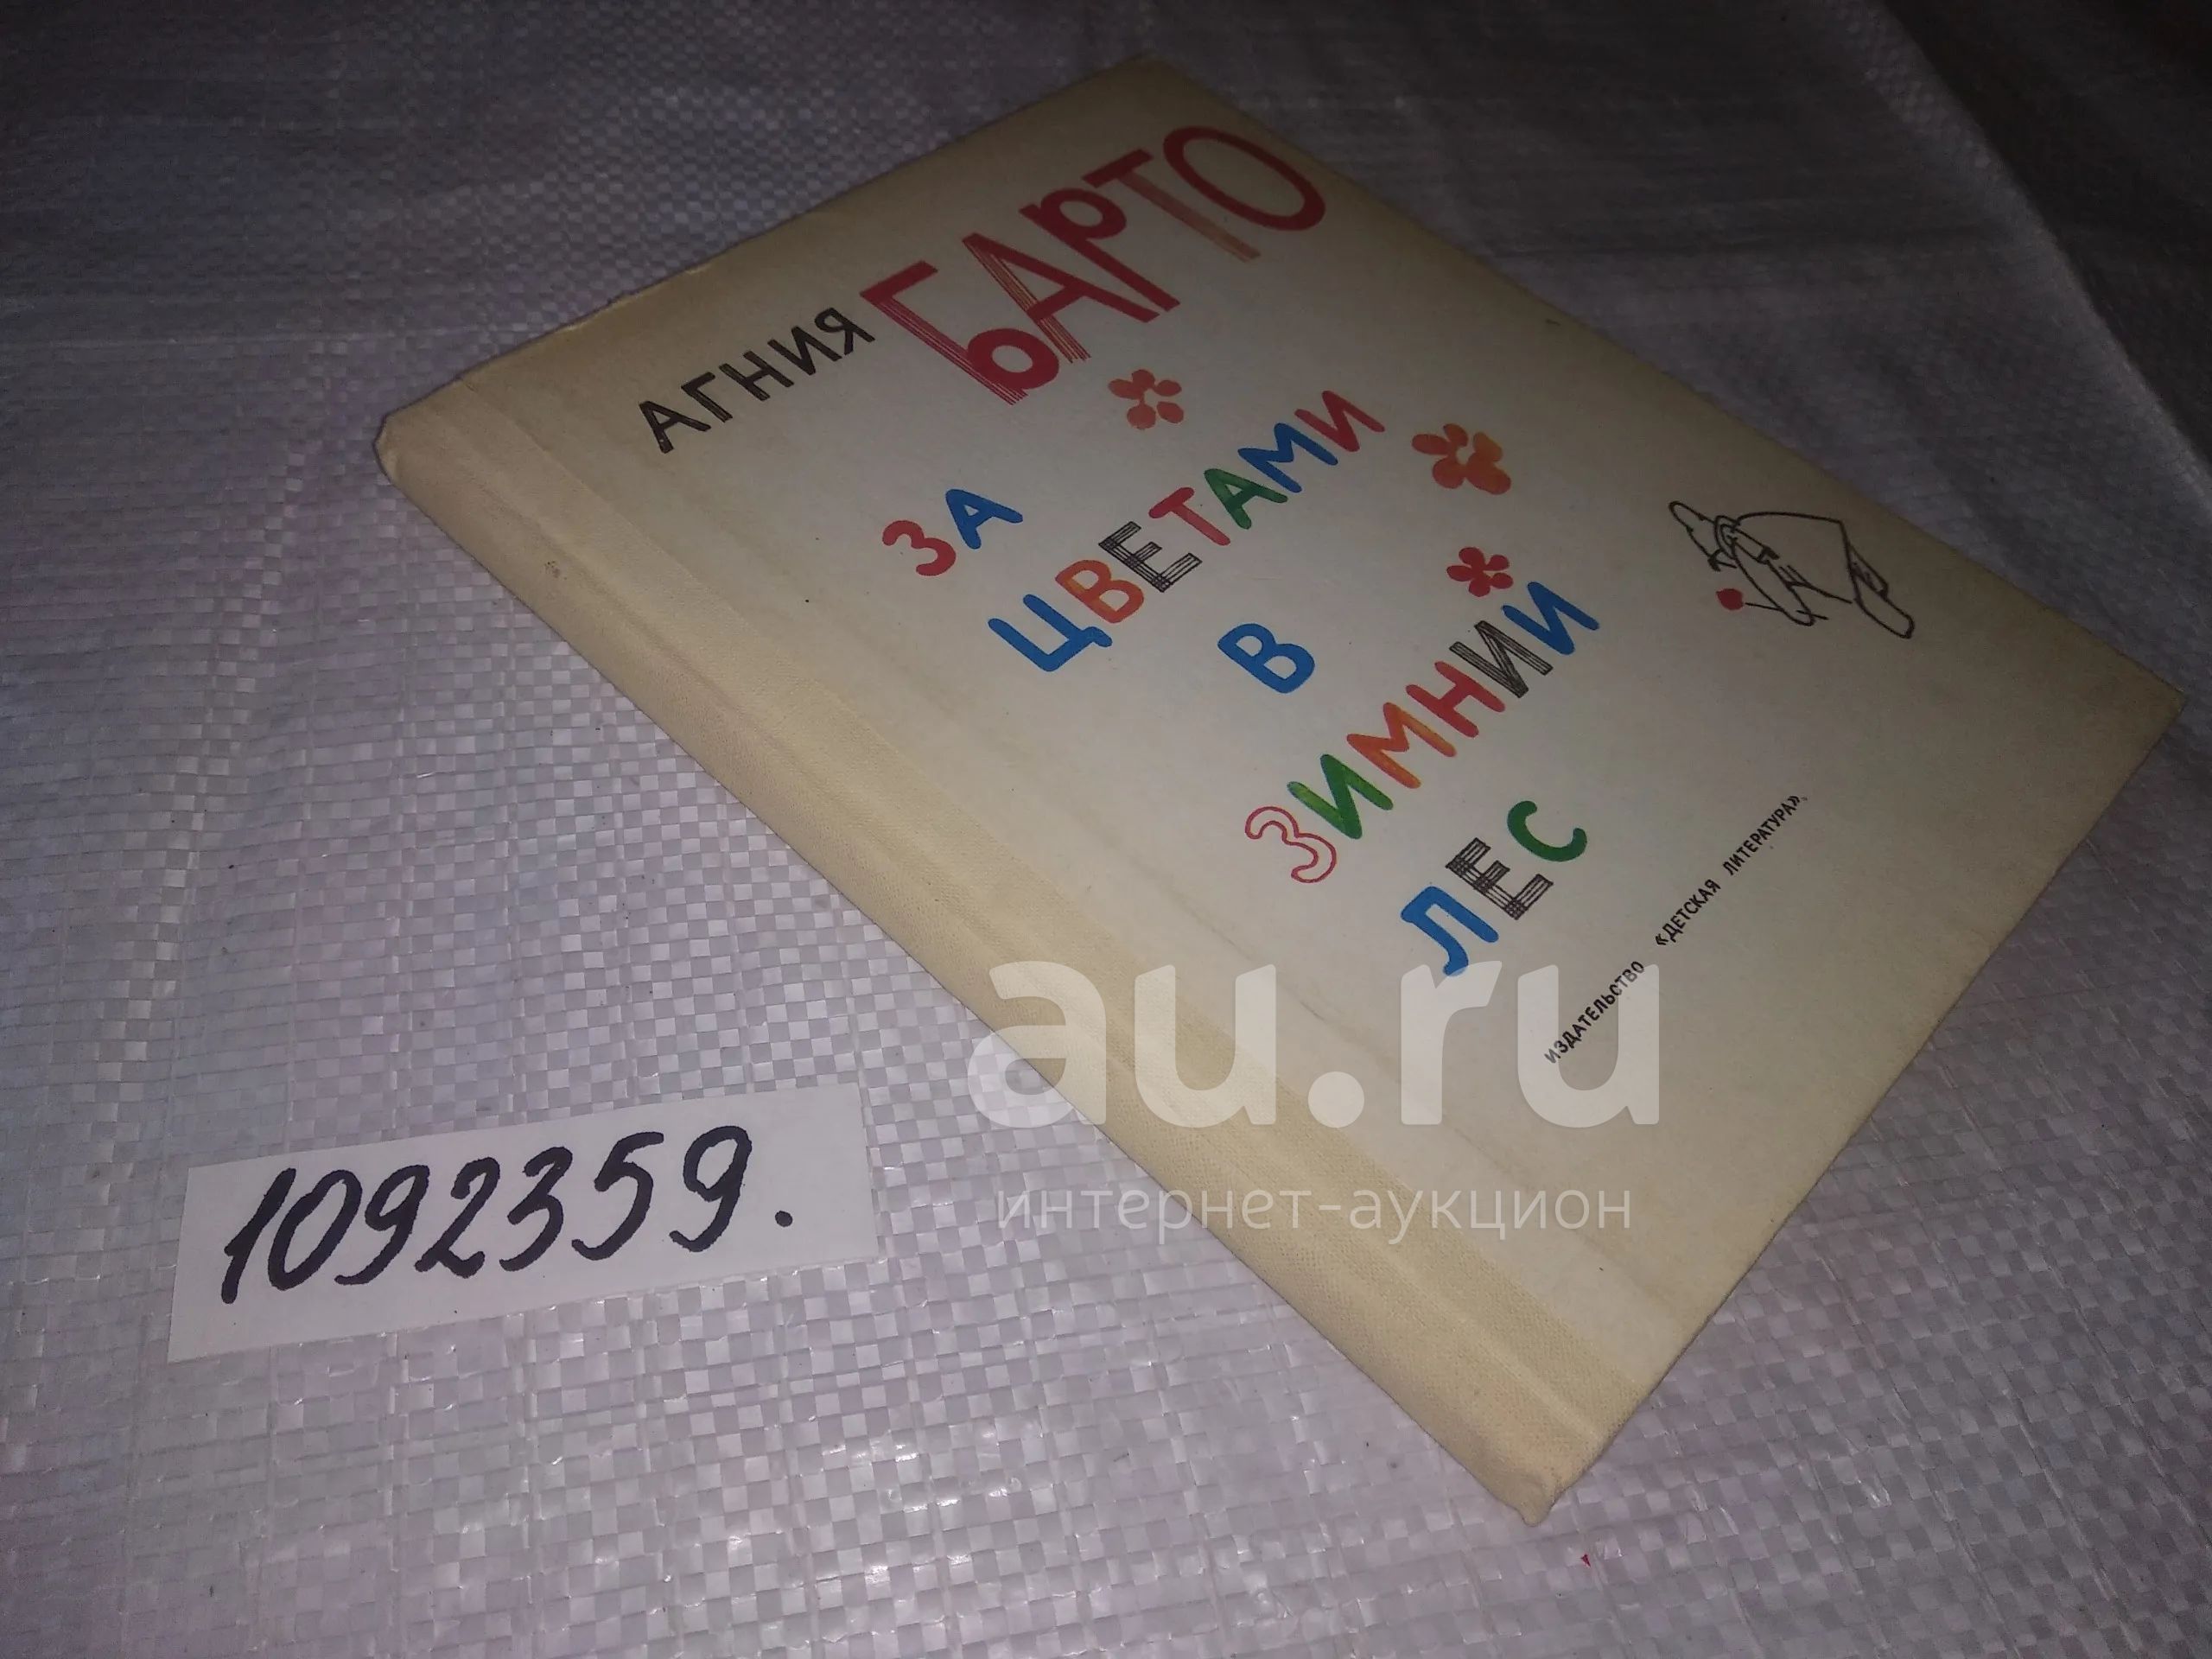 АГНИЯ
БАРТО
ЗА
ЦВЕТАМИ
В
ЗИМНИЙ
ЛЕС
ИЗДАТЕЛЬСТВО «ДЕТСКАЯ ЛИТЕРАТУРА»
1092359.
au.ru
интернет-аукцион